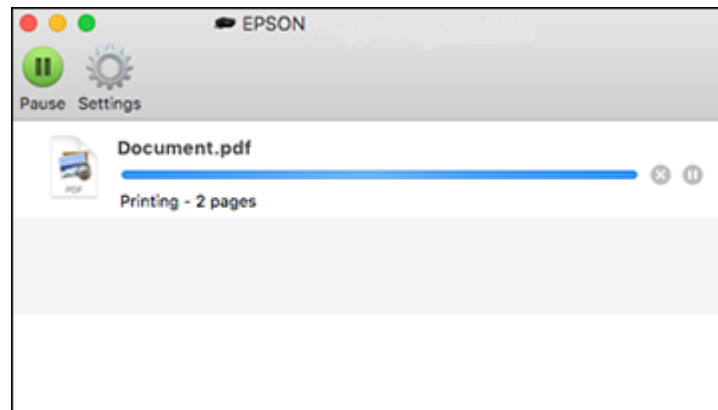 EPSON
Pause Settings
Document.pdf
PDF
Printing - 2 pages